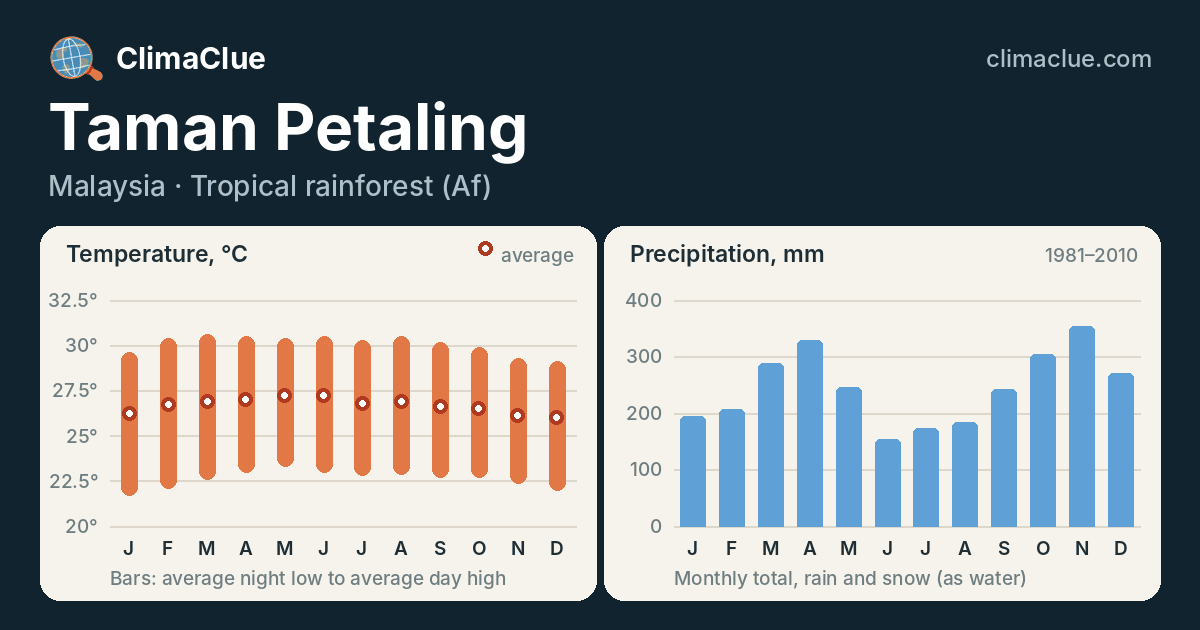 ClimaClue
climaclue.com
Taman Petaling
Malaysia · Tropical rainforest (Af)
Temperature, °C
average
32.5°
30°
27.5°
25°
22.5°
20°
J F M A M J J A S O N D
Bars: average night low to average day high
Precipitation, mm
1981–2010
400
300
200
100
0
J F M A M J J A S O N D
Monthly total, rain and snow (as water)